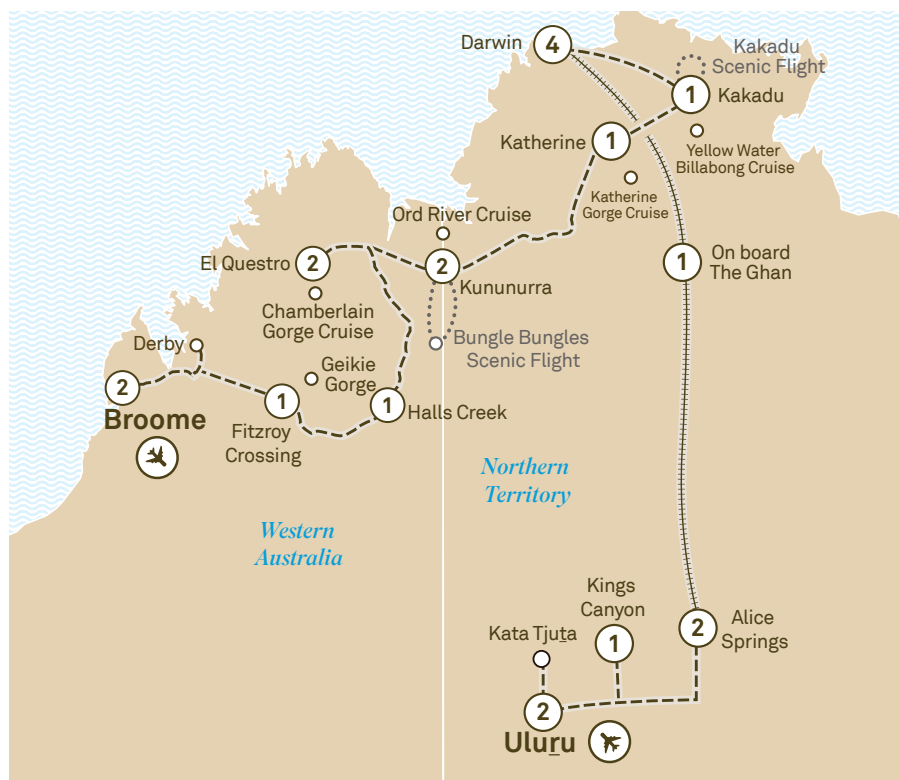 Darwin
4
Kakadu
Scenic Flight
1
Kakadu
Katherine
1
Yellow Water
Billabong Cruise
Katherine
Gorge Cruise
Ord River Cruise
El Questro
2
2
Kununurra
1
On board
The Ghan
Chamberlain
Gorge Cruise
Bungle Bungles
Scenic Flight
Derby
Geikie
Gorge
2
Broome
1
Fitzroy
Crossing
1
Halls Creek
Northern
Territory
Western
Australia
Kings
Canyon
1
2
Alice
Springs
Kata Tjuṯa
2
Uluṟu